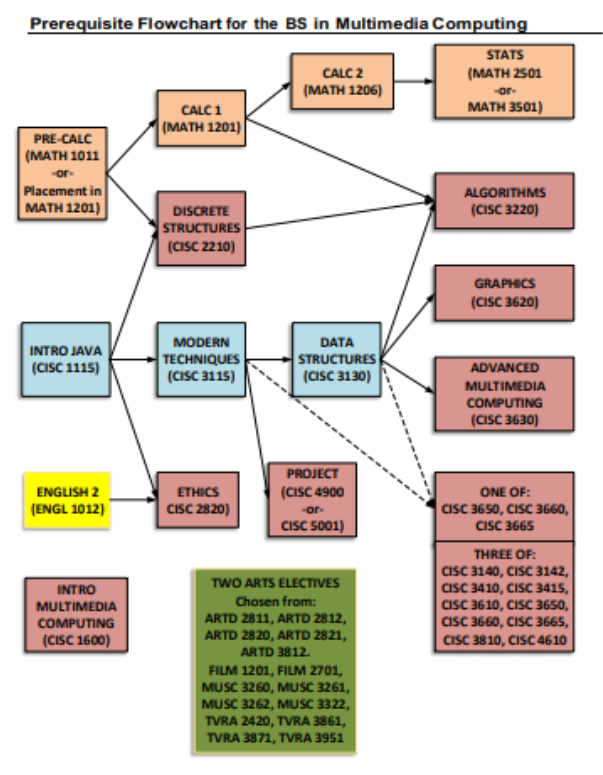 Prerequisite Flowchart for the BS in Multimedia Computing
STATS
(MATH 2501
-or-
MATH 3501)
CALC 2
(MATH 1206)
CALC 1
(MATH 1201)
PRE-CALC
(MATH 1011
-or-
Placement in
MATH 1201)
ALGORITHMS
(CISC 3220)
DISCRETE
STRUCTURES
(CISC 2210)
GRAPHICS
(CISC 3620)
INTRO JAVA
(CISC 1115)
MODERN
TECHNIQUES
(CISC 3115)
DATA
STRUCTURES
(CISC 3130)
ADVANCED
MULTIMEDIA
COMPUTING
(CISC 3630)
ENGLISH 2
(ENGL 1012)
ETHICS
CISC 2820)
PROJECT
(CISC 4900
-or-
CISC 5001)
ONE OF:
CISC 3650, CISC 3660,
CISC 3665
THREE OF:
CISC 3140, CISC 3142,
CISC 3410, CISC 3415,
CISC 3610, CISC 3650,
CISC 3660, CISC 3665,
CISC 3810, CISC 4610
INTRO
MULTIMEDIA
COMPUTING
(CISC 1600)
TWO ARTS ELECTIVES
Chosen from:
ARTD 2811, ARTD 2812,
ARTD 2820, ARTD 2821,
ARTD 3812.
FILM 1201, FILM 2701,
MUSC 3260, MUSC 3261,
MUSC 3262, MUSC 3322,
TVRA 2420, TVRA 3861,
TVRA 3871, TVRA 3951